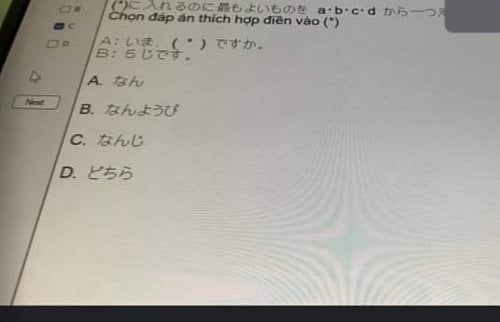 (*)に 入れるのに 最もよいものを a・b・c・d から一つ
Chọn đáp án thích hợp điền vào (*)
B
C
D
A：いま、( * ) ですか。
B：５じです。
A. なん
Next
B. なんようび
C. なんじ
D. どちら